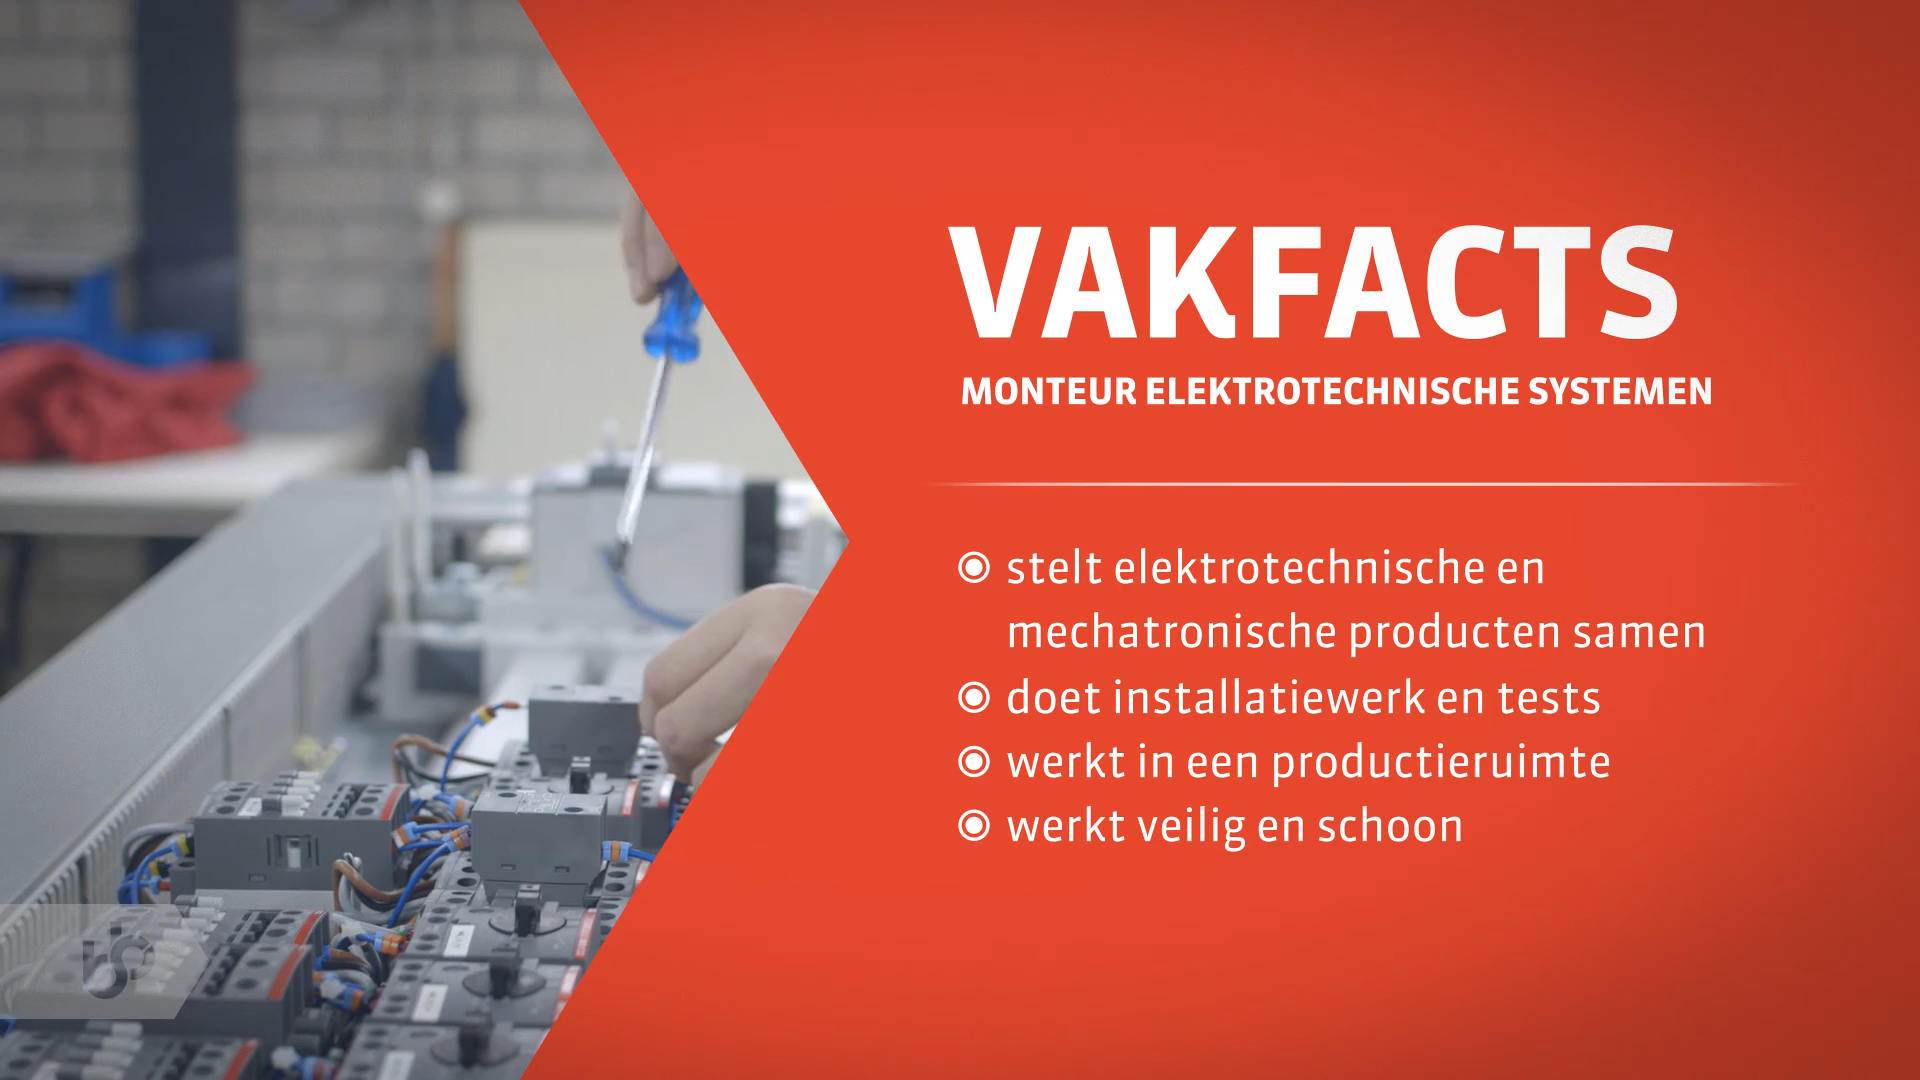 VAKFACTS
MONTEUR ELEKTROTECHNISCHE SYSTEMEN
stelt elektrotechnische en
mechatronische producten samen
doet installatiewerk en tests
werkt in een productieruimte
werkt veilig en schoon